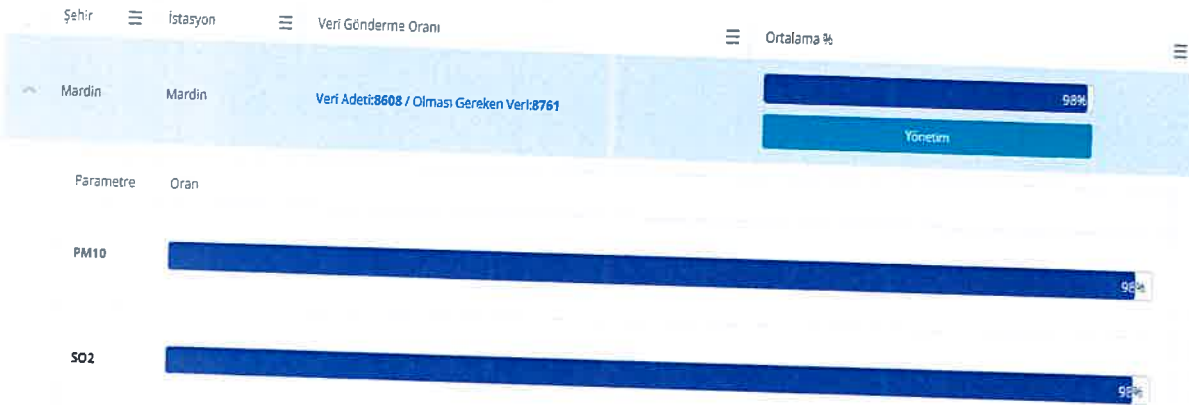 Şehir İstasyon Veri Gönderme Oranı Ortalama %
Mardin Mardin Veri Adeti:8608 / Olması Gereken Veri:8761 98%
Yönetim
Parametre Oran
PM10 98%
SO2 98%